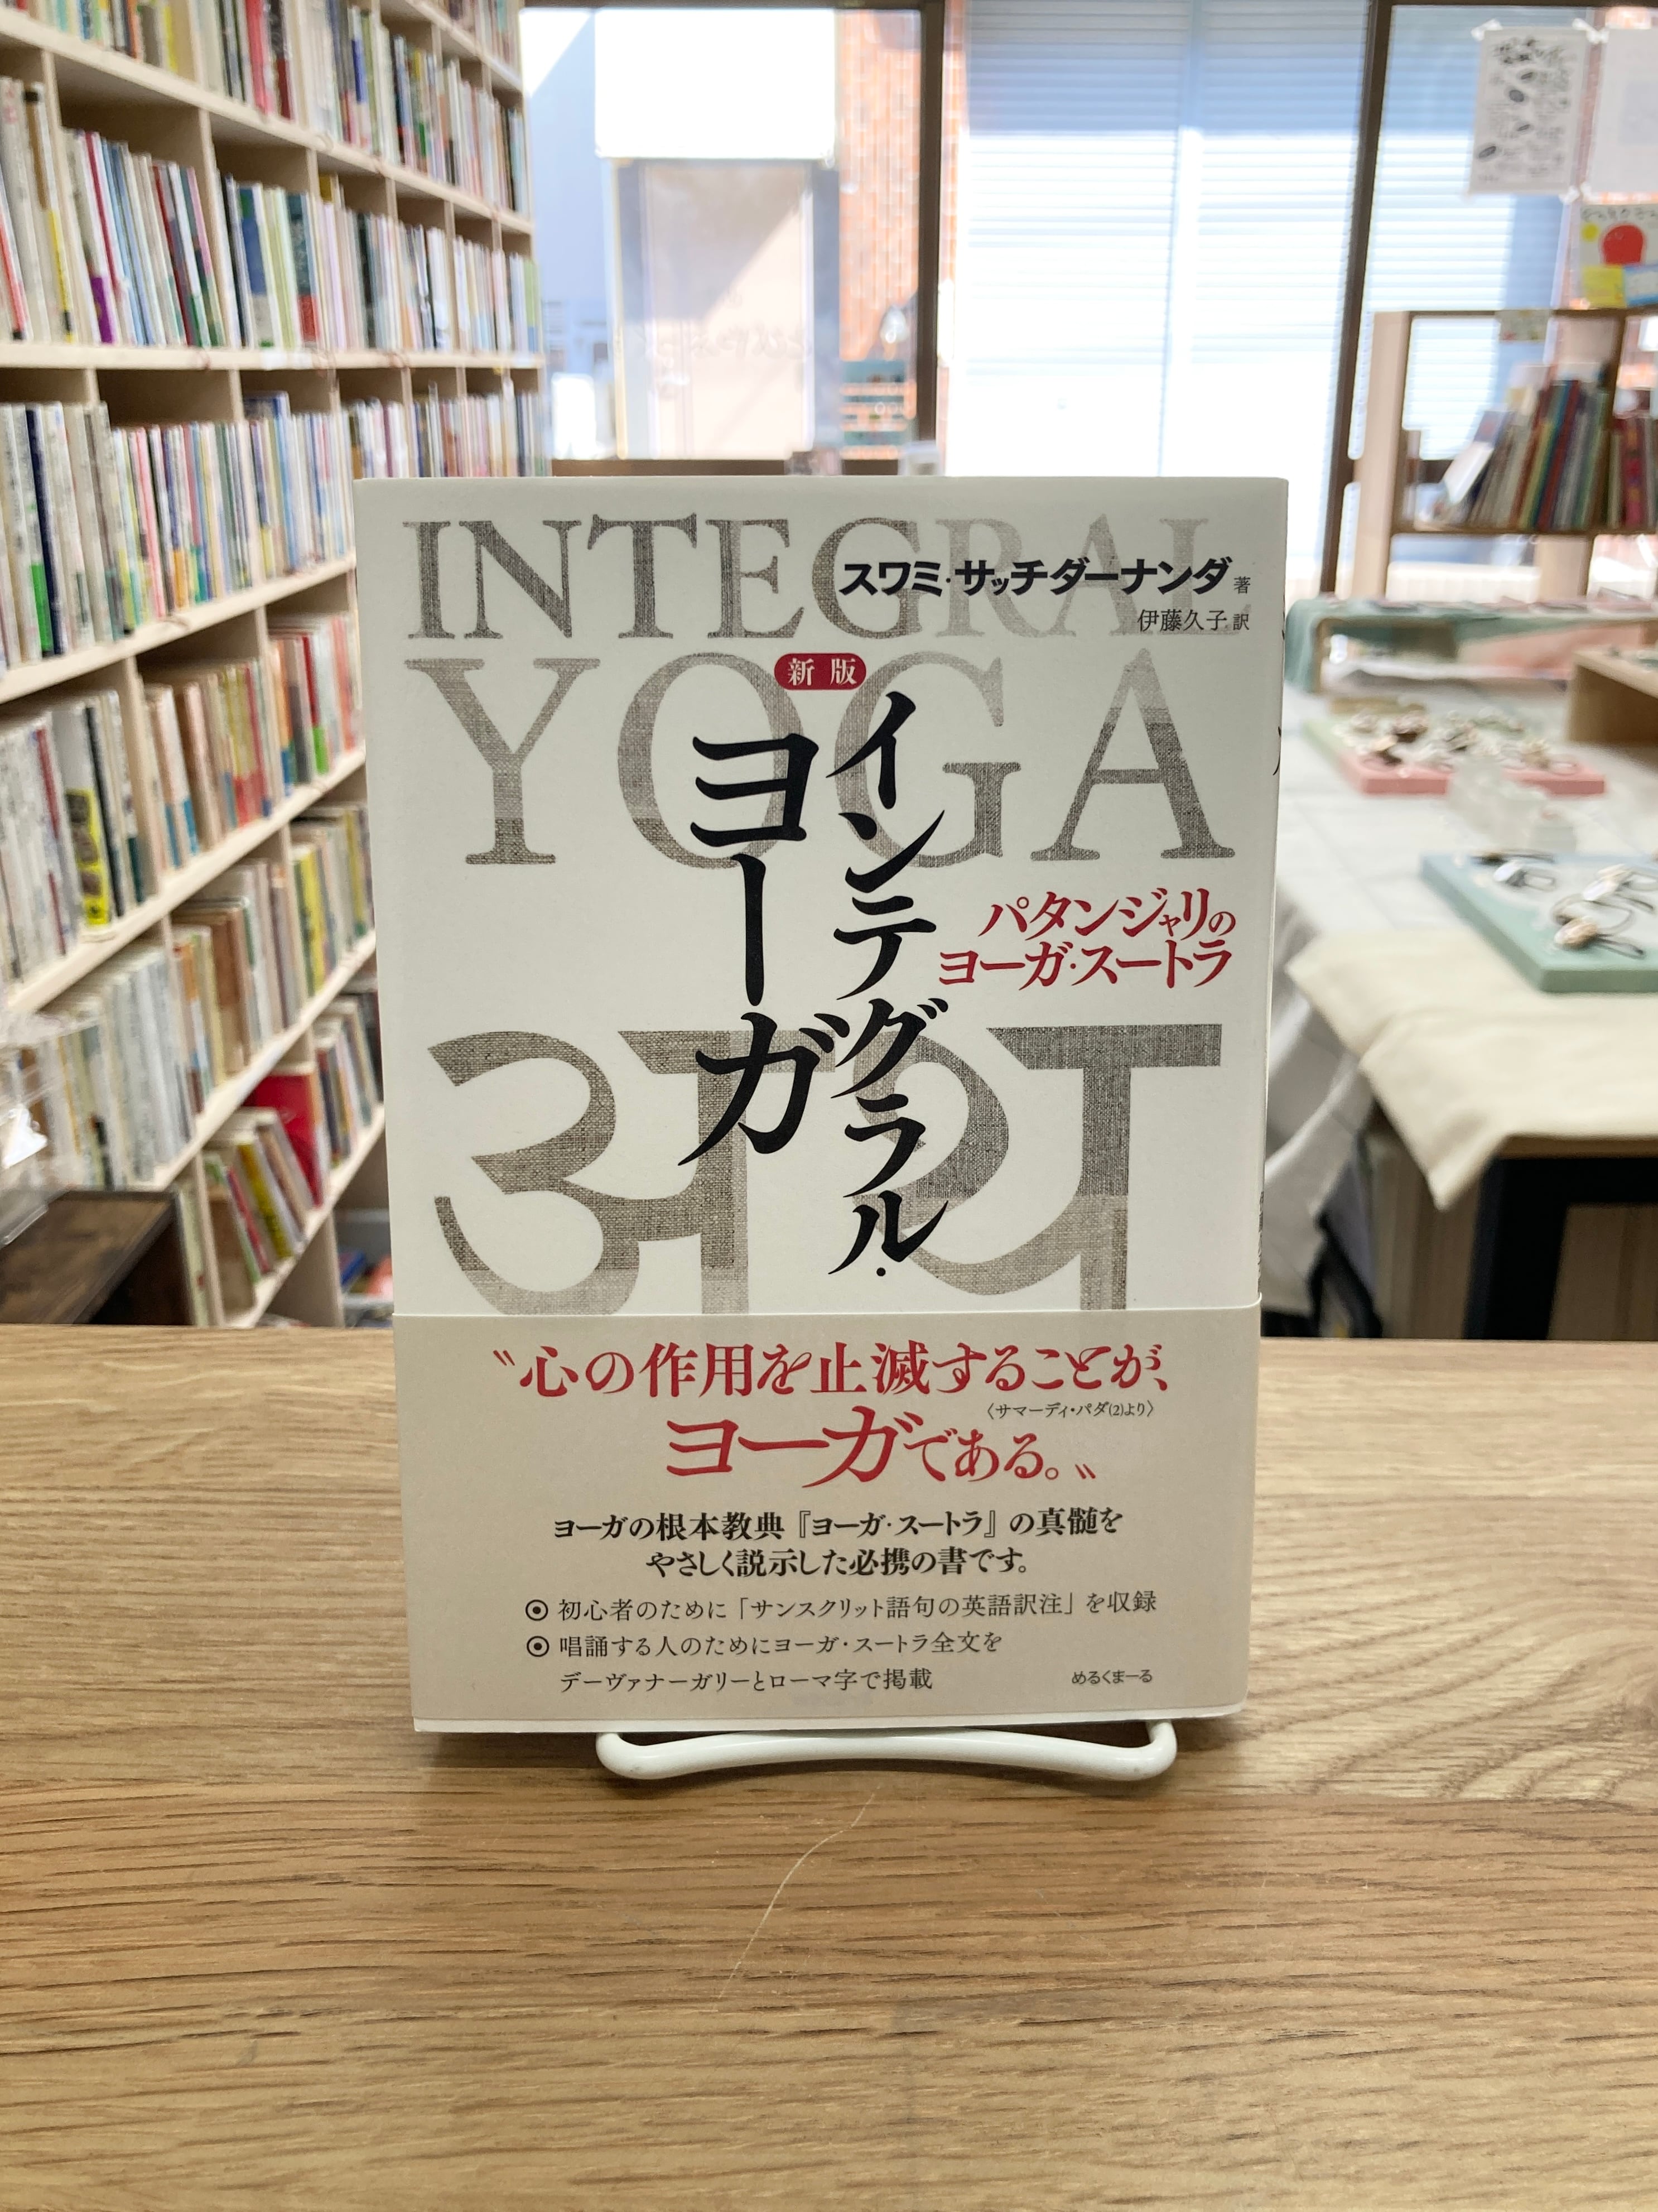 INTEGRAL
スワミ・サッチダーナンダ 著
伊藤久子 訳
YOGA
新版
インテグラル・
ヨーガ
パタンジャリの
ヨーガ・スートラ
अथ
〝心の作用を止滅することが、
〈サマーディ・パダ(2)より〉
ヨーガである。〟
ヨーガの根本教典『ヨーガ・スートラ』の真髄を
やさしく説示した必携の書です。
◉ 初心者のために「サンスクリット語句の英語訳注」を収録
◉ 唱誦する人のためにヨーガ・スートラ全文を
デーヴァナーガリーとローマ字で掲載
めるくまーる